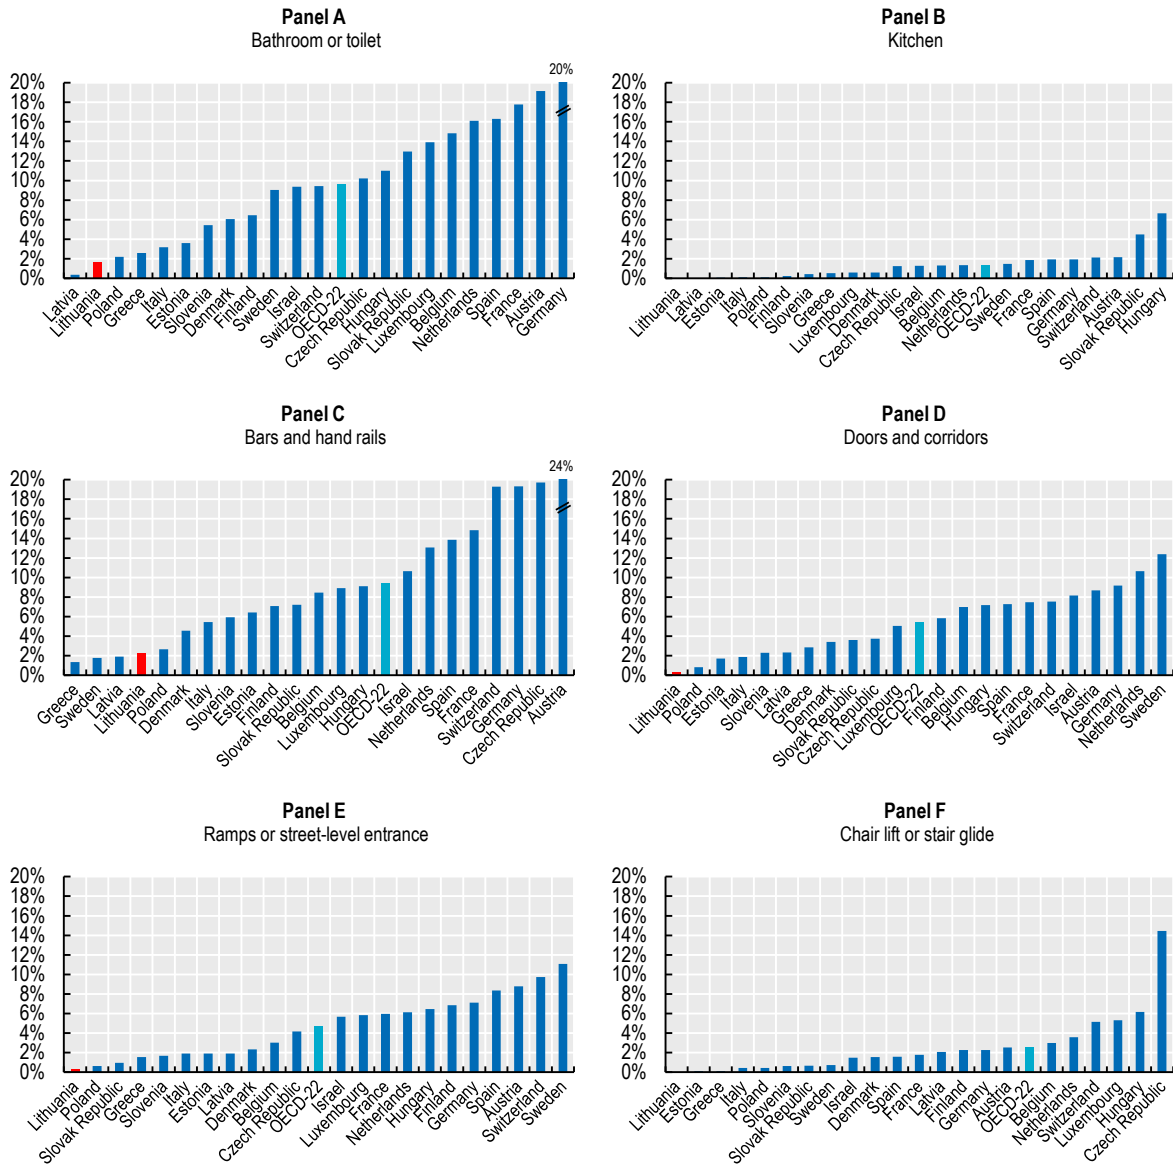 Panel A
Bathroom or toilet
20%
20%
18%
16%
14%
12%
10%
8%
6%
4%
2%
0%
Latvia
Lithuania
Poland
Greece
Italy
Estonia
Slovenia
Denmark
Finland
Sweden
Israel
Switzerland
OECD-22
Czech Republic
Hungary
Slovak Republic
Luxembourg
Belgium
Netherlands
Spain
France
Austria
Germany
Panel B
Kitchen
20%
18%
16%
14%
12%
10%
8%
6%
4%
2%
0%
Lithuania
Latvia
Estonia
Italy
Poland
Finland
Slovenia
Greece
Luxembourg
Denmark
Czech Republic
Israel
Belgium
Netherlands
OECD-22
Sweden
France
Spain
Germany
Switzerland
Austria
Slovak Republic
Hungary
Panel C
Bars and hand rails
24%
20%
18%
16%
14%
12%
10%
8%
6%
4%
2%
0%
Greece
Sweden
Latvia
Lithuania
Poland
Denmark
Italy
Slovenia
Estonia
Finland
Slovak Republic
Belgium
Luxembourg
Hungary
OECD-22
Israel
Netherlands
Spain
France
Switzerland
Germany
Czech Republic
Austria
Panel D
Doors and corridors
20%
18%
16%
14%
12%
10%
8%
6%
4%
2%
0%
Lithuania
Poland
Estonia
Italy
Slovenia
Latvia
Greece
Denmark
Slovak Republic
Czech Republic
Luxembourg
OECD-22
Finland
Belgium
Hungary
Spain
France
Switzerland
Israel
Austria
Germany
Netherlands
Sweden
Panel E
Ramps or street-level entrance
20%
18%
16%
14%
12%
10%
8%
6%
4%
2%
0%
Lithuania
Poland
Slovak Republic
Greece
Slovenia
Italy
Estonia
Latvia
Denmark
Belgium
Czech Republic
OECD-22
Israel
Luxembourg
France
Netherlands
Hungary
Finland
Germany
Spain
Austria
Switzerland
Sweden
Panel F
Chair lift or stair glide
20%
18%
16%
14%
12%
10%
8%
6%
4%
2%
0%
Lithuania
Estonia
Greece
Italy
Poland
Slovenia
Slovak Republic
Sweden
Israel
Denmark
Spain
France
Latvia
Finland
Germany
Austria
OECD-22
Belgium
Netherlands
Switzerland
Luxembourg
Hungary
Czech Republic